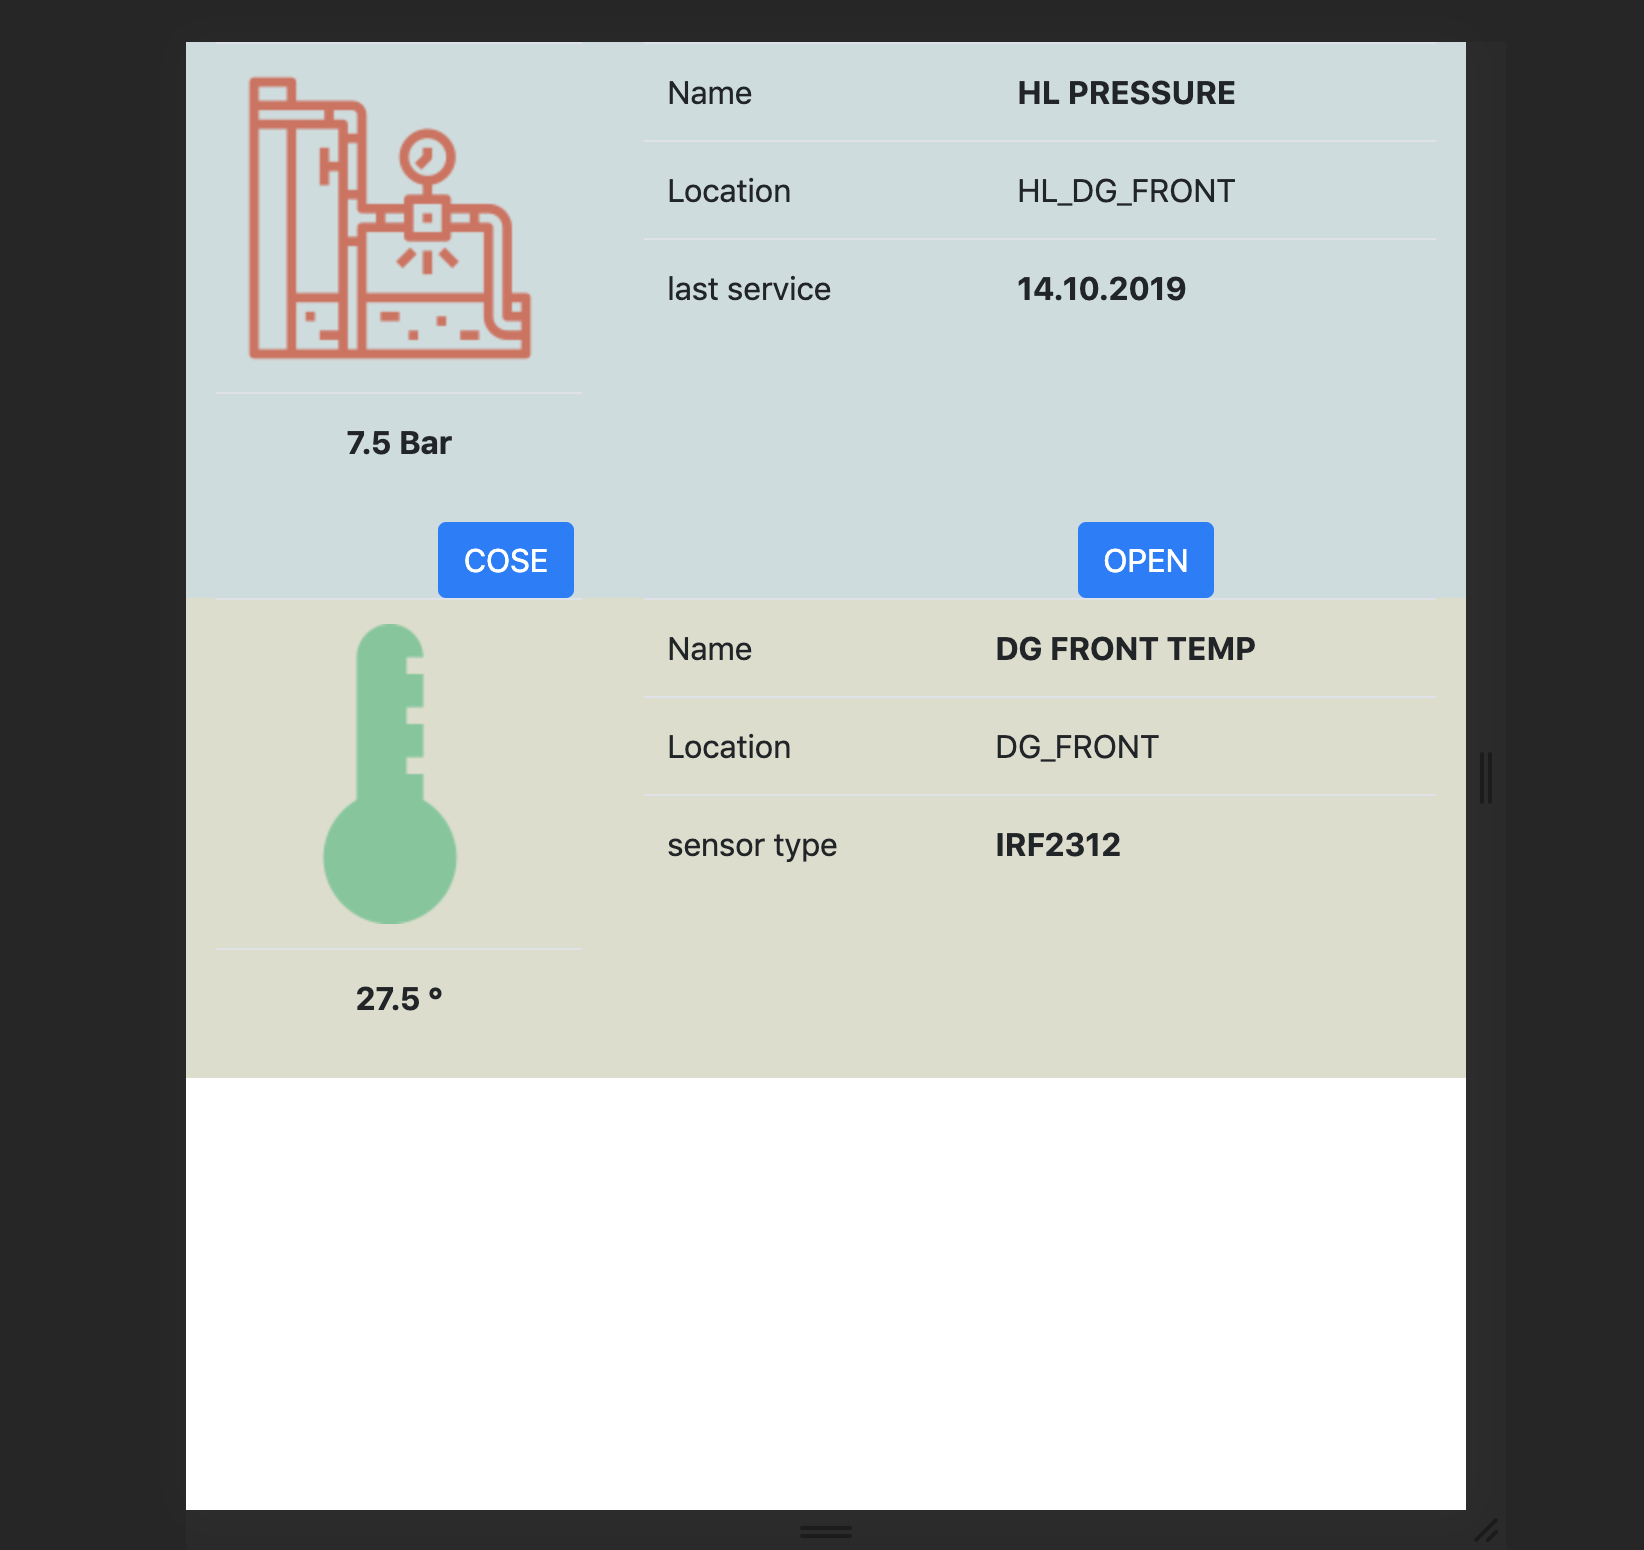 Name HL PRESSURE
Location HL_DG_FRONT
last service 14.10.2019
7.5 Bar
COSE OPEN
Name DG FRONT TEMP
Location DG_FRONT
sensor type IRF2312
27.5 °